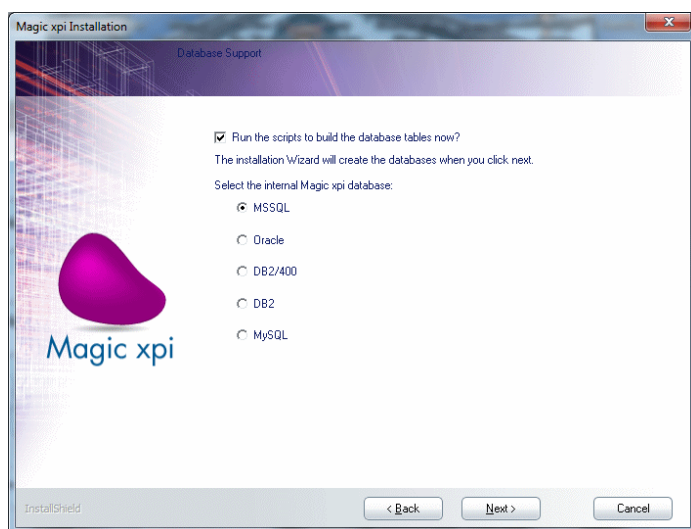 Magic xpi Installation
Database Support
Run the scripts to build the database tables now?
The installation Wizard will create the databases when you click next.
Select the internal Magic xpi database:
MSSQL
Oracle
DB2/400
DB2
MySQL
Magic xpi
InstallShield
< Back
Next >
Cancel